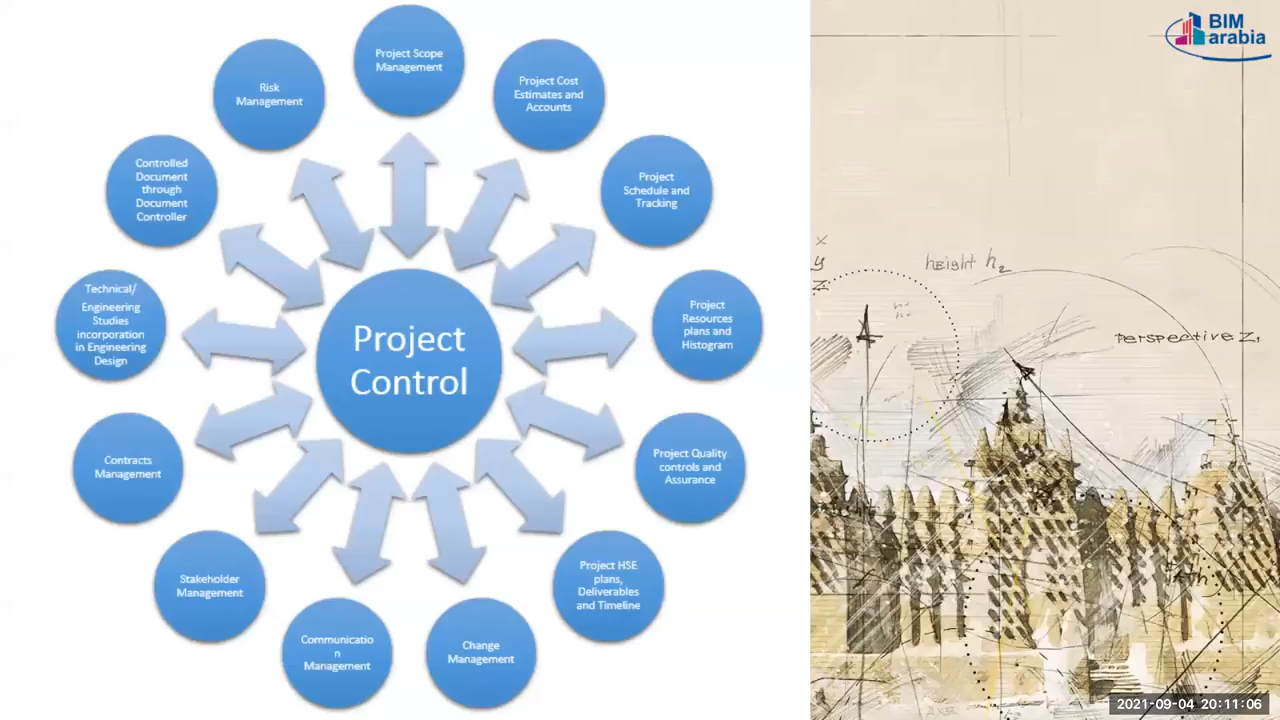 Project Scope
Management
Project Cost
Estimates and
Accounts
Project
Schedule and
Tracking
Project
Resources
plans and
Histogram
Project Quality
controls and
Assurance
Project HSE
plans,
Deliverables
and Timeline
Change
Management
Communicatio
n
Management
Stakeholder
Management
Contracts
Management
Technical/
Engineering
Studies
incorporation
in Engineering
Design
Controlled
Document
through
Document
Controller
Risk
Management
Project
Control
BIM
arabia
x
y
z
height h2
perspective z1
2021-09-04 20:11:06